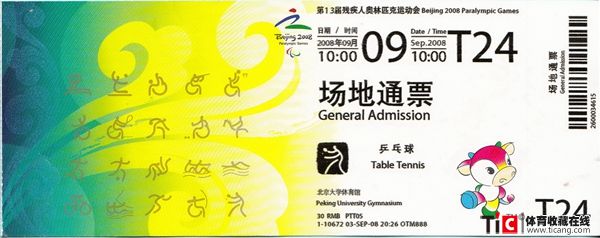 第13届残疾人奥林匹克运动会 Beijing 2008 Paralympic Games
Beijing 2008
Paralympic Games
日期 / 时间
2008年09月
10:00
09
Date / Time
Sep.2008
10:00
T24
场地通票
General Admission
乒乓球
Table Tennis
北京大学体育馆
Peking University Gymnasium
30 RMB PTT05
1-10672 03-SEP-08 20:26 OTM888
场地通票
General Admission
2600034615
T24
TiC 体育收藏在线
www.ticang.com